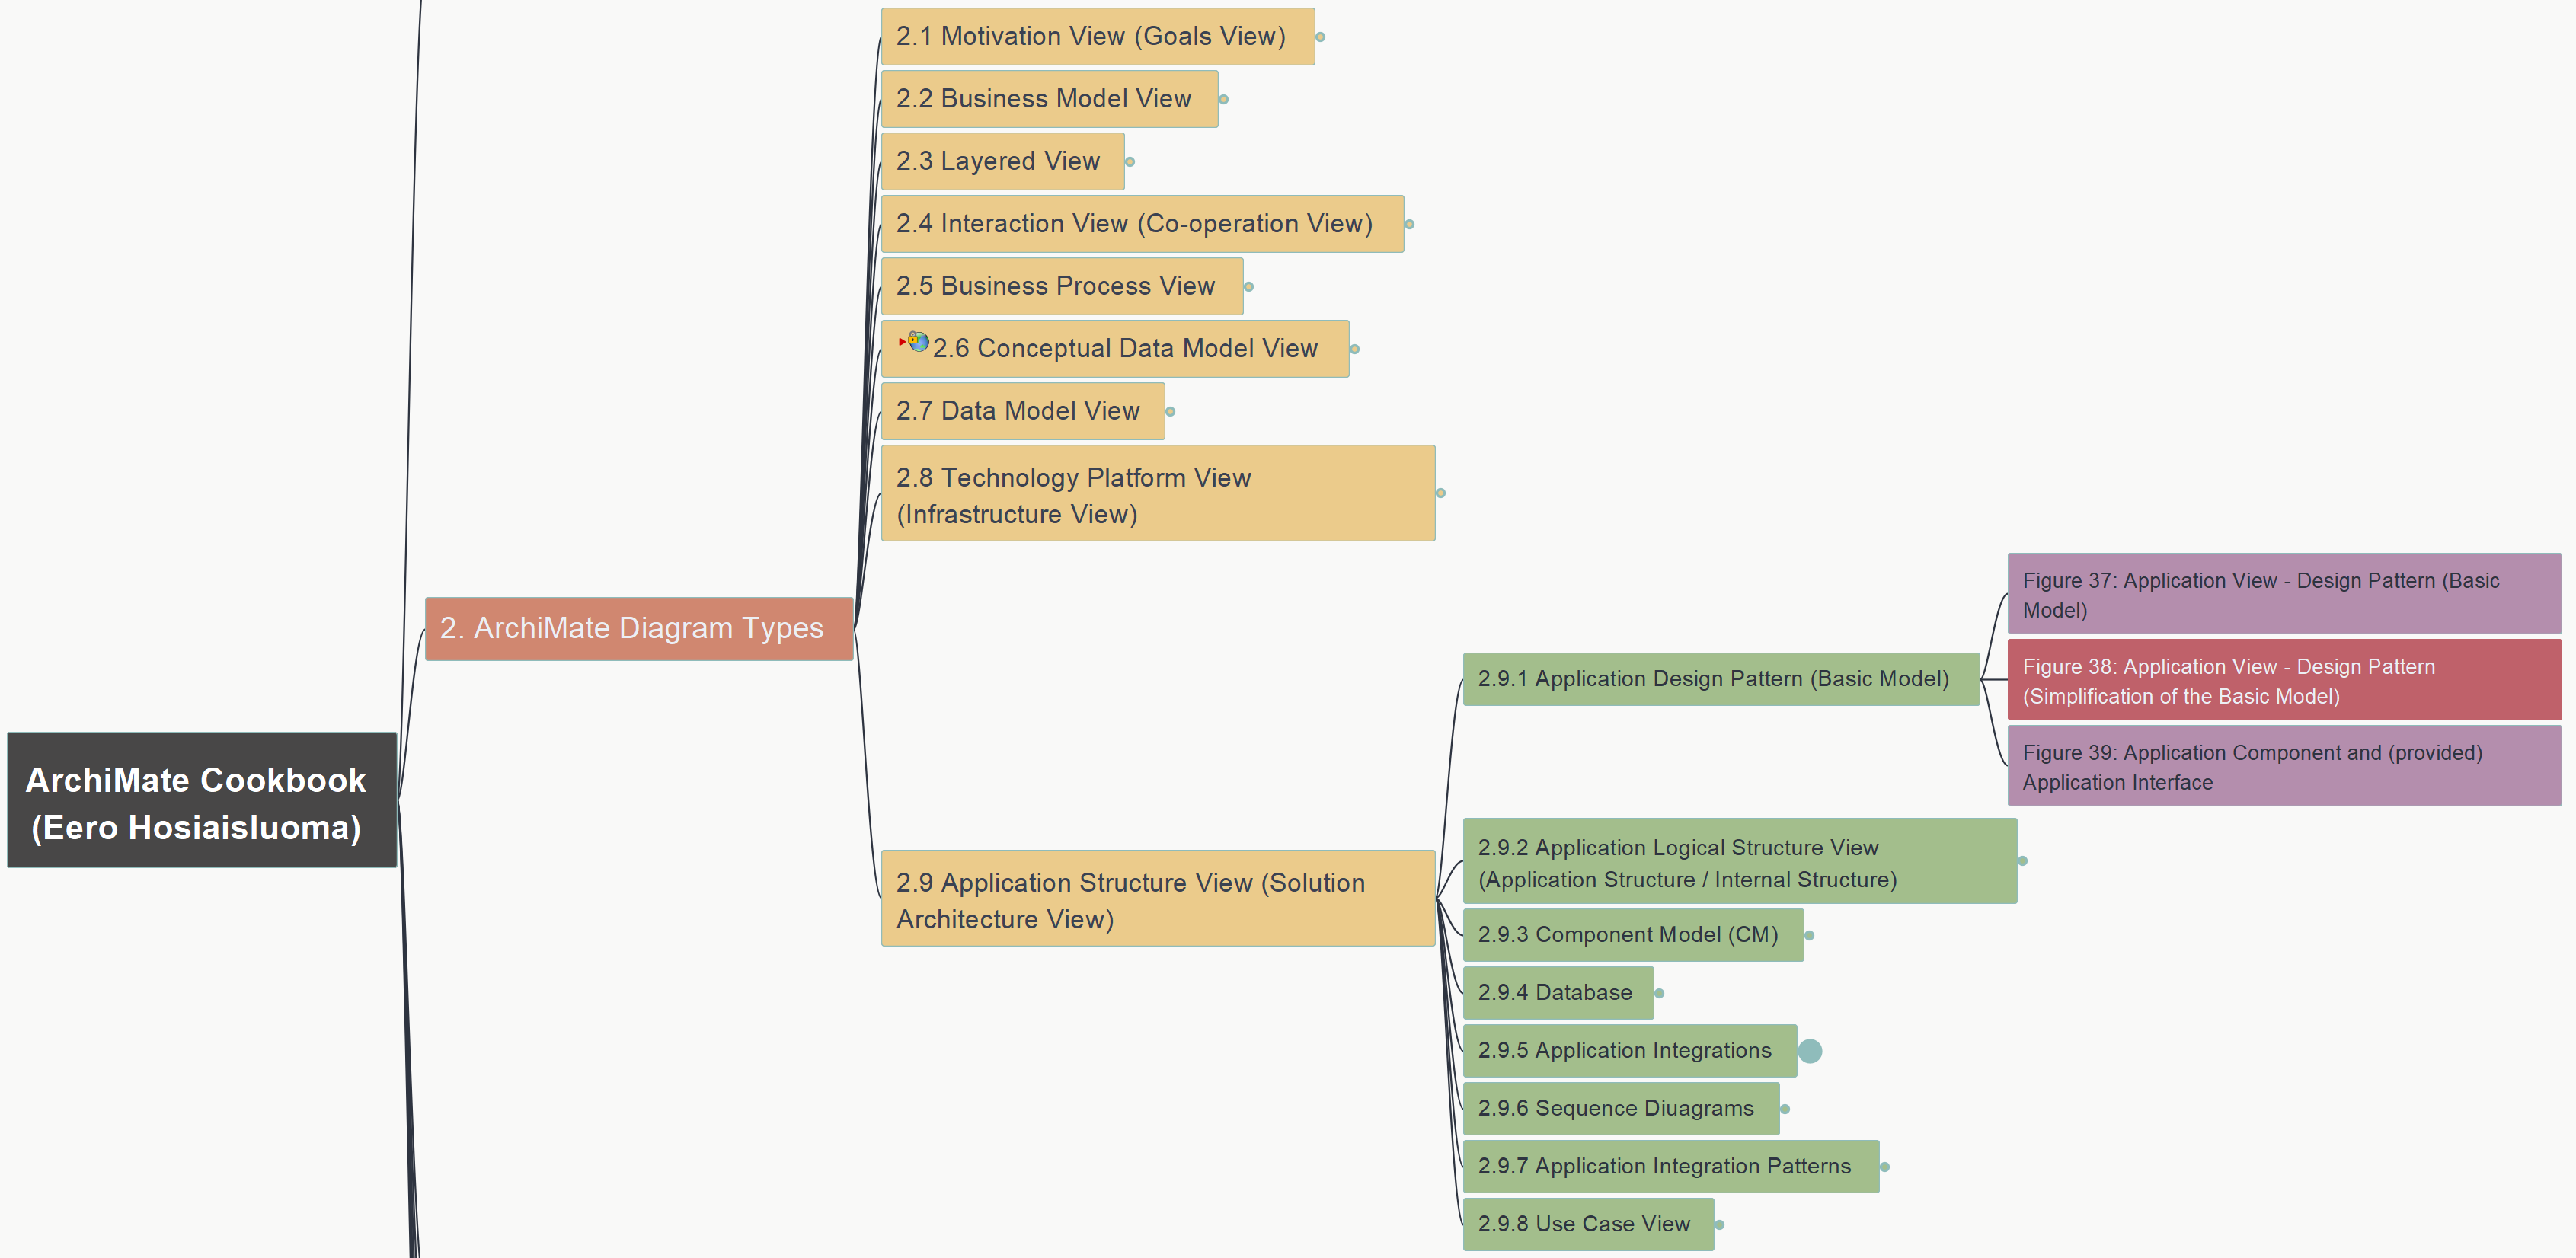 ArchiMate Cookbook
(Eero Hosiaisluoma)
2. ArchiMate Diagram Types
2.1 Motivation View (Goals View)
2.2 Business Model View
2.3 Layered View
2.4 Interaction View (Co-operation View)
2.5 Business Process View
2.6 Conceptual Data Model View
2.7 Data Model View
2.8 Technology Platform View
(Infrastructure View)
2.9 Application Structure View (Solution
Architecture View)
2.9.1 Application Design Pattern (Basic Model)
Figure 37: Application View - Design Pattern (Basic
Model)
Figure 38: Application View - Design Pattern
(Simplification of the Basic Model)
Figure 39: Application Component and (provided)
Application Interface
2.9.2 Application Logical Structure View
(Application Structure / Internal Structure)
2.9.3 Component Model (CM)
2.9.4 Database
2.9.5 Application Integrations
2.9.6 Sequence Diuagrams
2.9.7 Application Integration Patterns
2.9.8 Use Case View